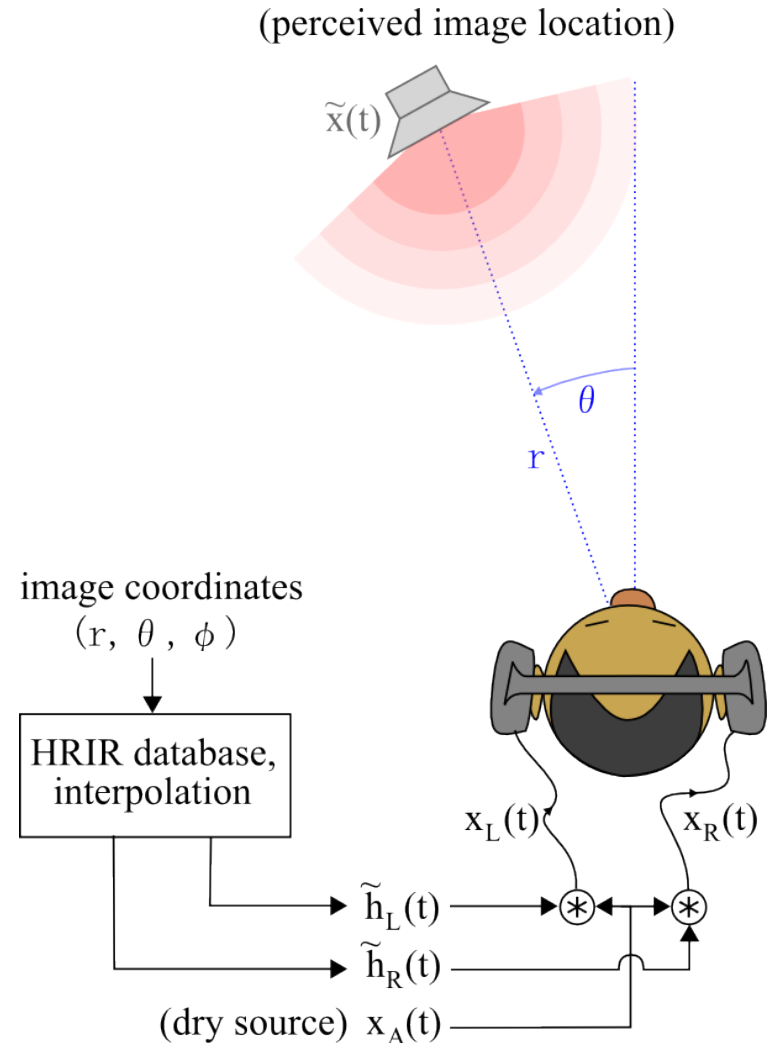 (perceived image location)
x̃(t)
θ
r
image coordinates
(r, θ, ϕ)
HRIR database,
interpolation
x_L(t)
x_R(t)
h̃_L(t)
h̃_R(t)
(dry source) x_A(t)